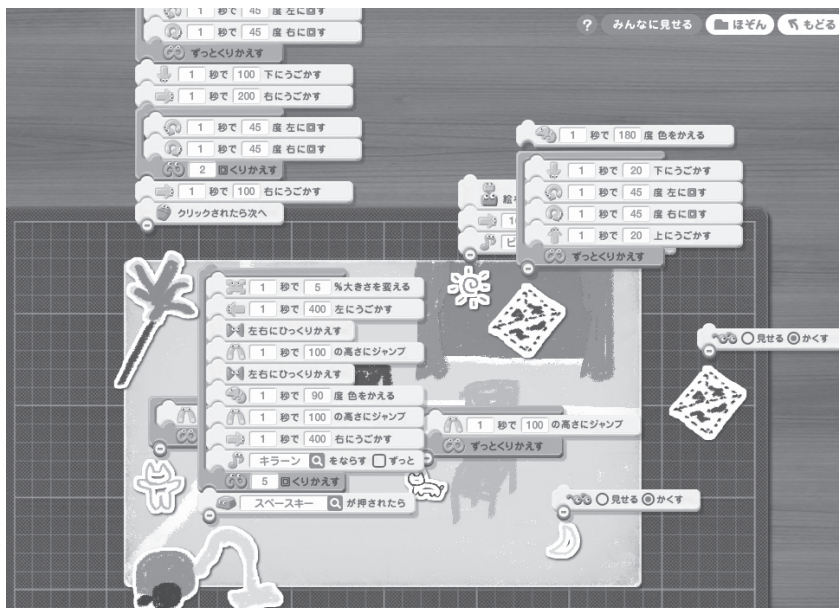 1 秒で 45 度 左に回す
? みんなに見せる ほぞん もどる
1 秒で 45 度 右に回す
ずっとくりかえす
1 秒で 100 下にうごかす
1 秒で 200 右にうごかす
1 秒で 45 度 左に回す
1 秒で 45 度 右に回す
2 回くりかえす
1 秒で 100 右にうごかす
クリックされたら次へ
1 秒で 180 度 色をかえる
1 秒で 20 下にうごかす
1 秒で 45 度 左に回す
1 秒で 45 度 右に回す
1 秒で 20 上にうごかす
ずっとくりかえす
絵
1 秒で 5 %大きさを変える
1 秒で 400 左にうごかす
左右にひっくりかえす
1 秒で 100 の高さにジャンプ
左右にひっくりかえす
1 秒で 90 度 色をかえる
1 秒で 100 の高さにジャンプ
1 秒で 400 右にうごかす
キラーン をならす ずっと
5 回くりかえす
スペースキー が押されたら
1 秒で 100 の高さにジャンプ
ずっとくりかえす
見せる かくす
見せる かくす